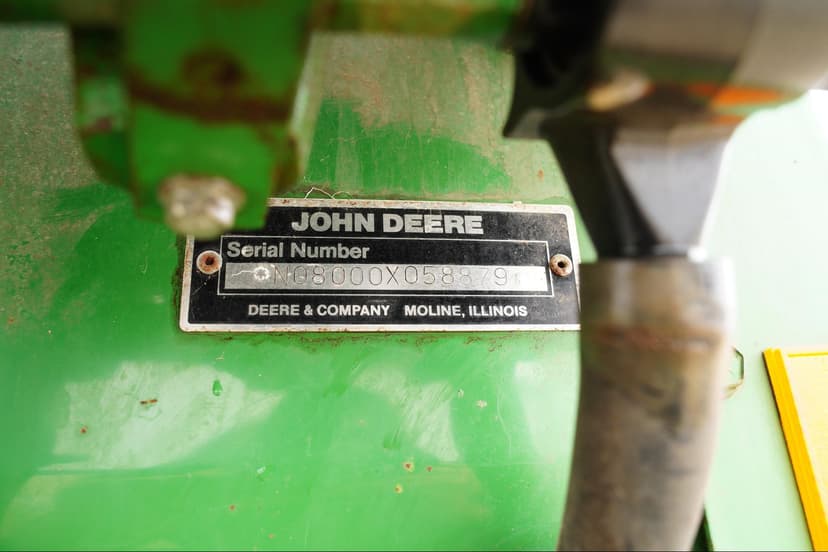 JOHN DEERE
Serial Number
N08000X058879
DEERE & COMPANY MOLINE, ILLINOIS